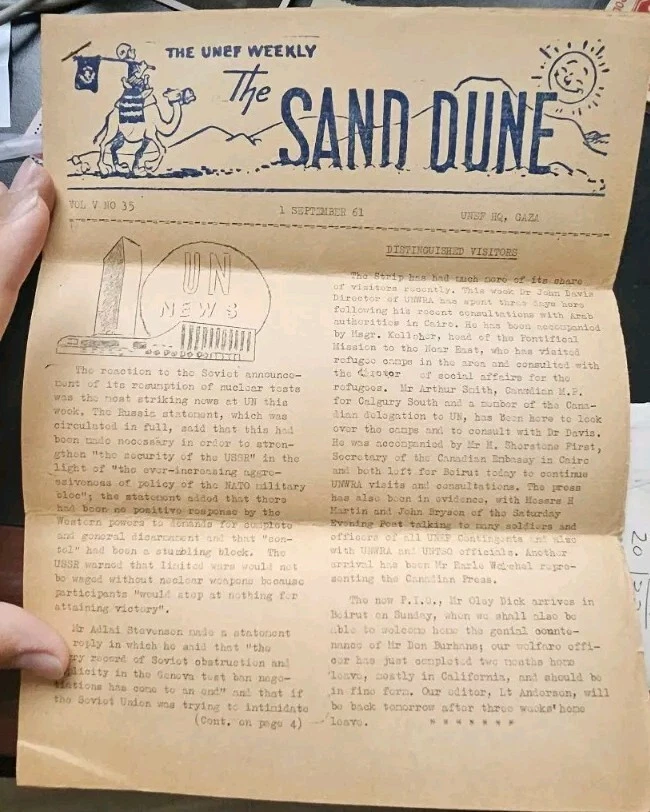 THE UNEF WEEKLY
The
SAND DUNE
VOL V NO 35
1 SEPTEMBER 61
UNEF HQ, GAZA
UN
NEWS
The reaction to the Soviet announce-
ment of its resumption of nuclear tests
was the most striking news at UN this
week. The Russia statement, which was
circulated in full, said that this had
been made necessary in order to stren-
gthen "the security of the USSR" in the
light of "the ever-increasing aggre-
siveness of policy of the NATO military
bloc"; the statement added that there
had been no positive response by the
Western powers to demands for complete
and general disarmament and that "con-
trol" had been a stumbling block. The
USSR warned that limited wars would not
be waged without nuclear weapons because
participants "would stop at nothing for
attaining victory".
Mr Adlai Stevenson made a statement
reply in which he said that "the
record of Soviet obstruction and
in the Geneva test ban nego-
tiations has come to an end" and that if
the Soviet Union was trying to intimidate
(Cont. on page 4)
DISTINGUISHED VISITORS
The Strip has had much more of its share
of visitors recently. This week Dr John Davis
Director of UNWRA has spent three days here
following his recent consultations with Arab
authorities in Cairo. He has been accompanied
by Msgr. Kelleher, head of the Pontifical
Mission to the Near East, who has visited
refugee camps in the area and consulted with
the of social affairs for the
refugees. Mr Arthur Smith, Canadian M.P.
for Calgury South and a member of the Cana-
dian delegation to UN, has been here to look
over the camps and to consult with Dr Davis.
He was accompanied by Mr M. Sherstone First,
Secretary of the Canadian Embassy in Cairo
and both left for Beirut today to continue
UNWRA visits and consultations. The press
has also been in evidence, with Messrs H
Martin and John Bryson of the Saturday
Evening Post talking to many soldiers and
officers of all UNEF Contingents and also
with UNWRA and UNTSO officials. Another
arrival has been Mr Earle repre-
senting the Canadian Press.
The new P.I.O., Mr Olav Dick arrives in
Beirut on Sunday, when we shall also be
able to welcome home the genial counte-
nance of Mr Don Burhans; our welfare offi-
cer has just completed two months home
leave, mostly in California, and should be
in fine form. Our editor, Lt Anderson, will
be back tomorrow after three weeks' home
leave. * * * * * * *
20